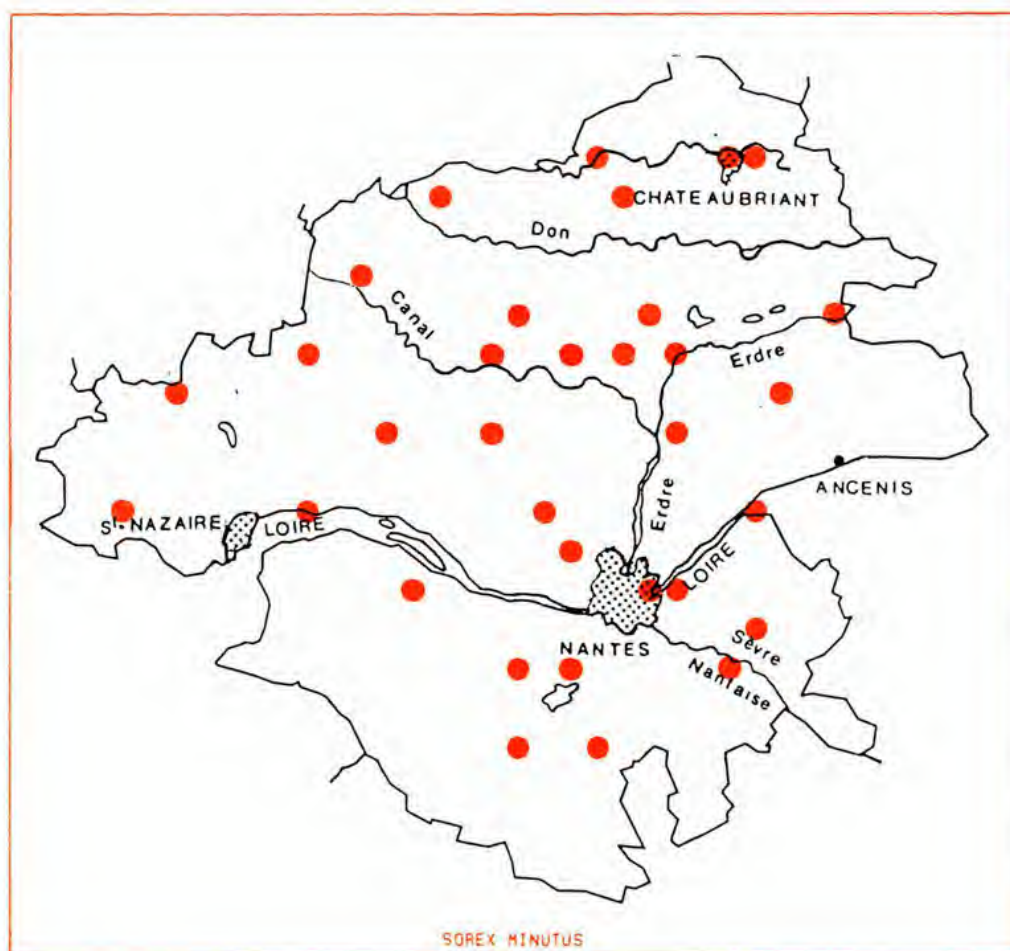 CHATEAUBRIANT
Don
Canal
Erdre
ANCENIS
Erdre
St-NAZAIRE
LOIRE
LOIRE
NANTES
Sèvre
Nantaise
SOREX MINUTUS